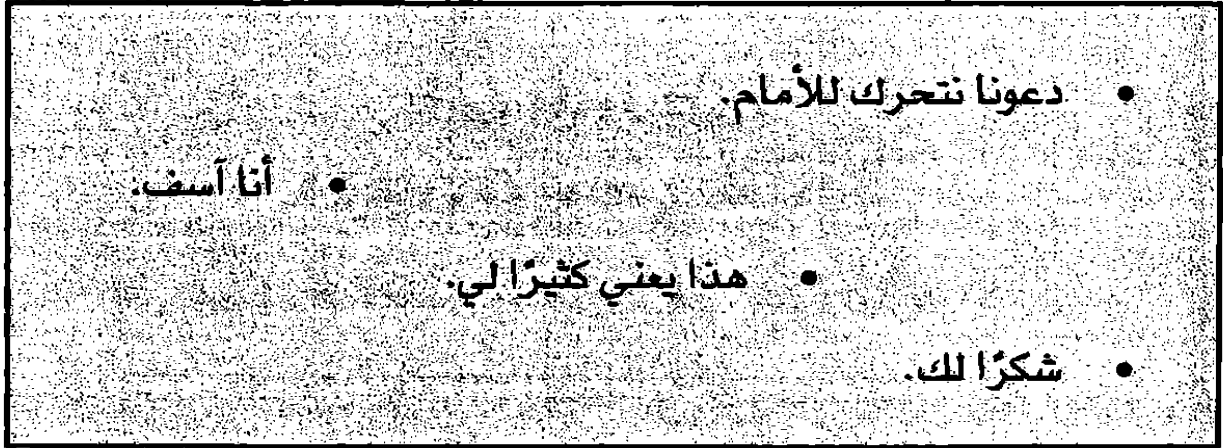 • دعونا نتحرك للأمام.
• أنا آسف.
• هذا يعني كثيرًا لي.
• شكرًا لك.